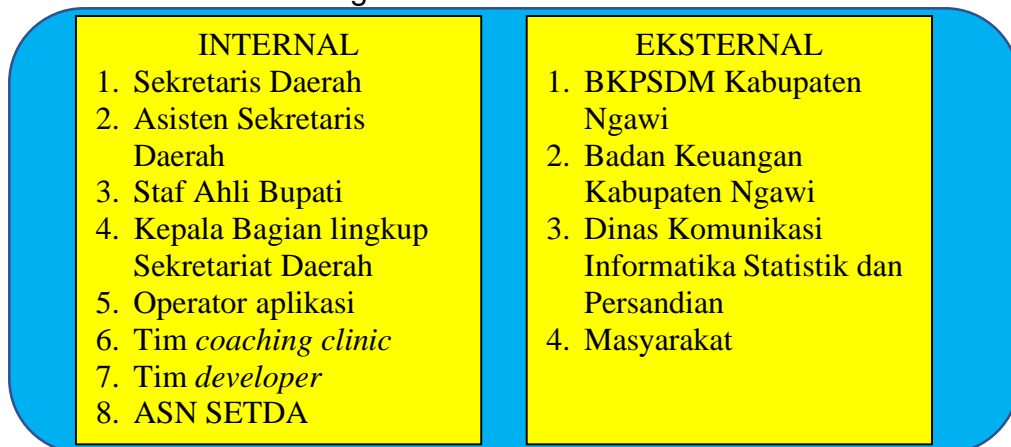 INTERNAL
1. Sekretaris Daerah
2. Asisten Sekretaris
Daerah
3. Staf Ahli Bupati
4. Kepala Bagian lingkup
Sekretariat Daerah
5. Operator aplikasi
6. Tim coaching clinic
7. Tim developer
8. ASN SETDA
EKSTERNAL
1. BKPSDM Kabupaten
Ngawi
2. Badan Keuangan
Kabupaten Ngawi
3. Dinas Komunikasi
Informatika Statistik dan
Persandian
4. Masyarakat